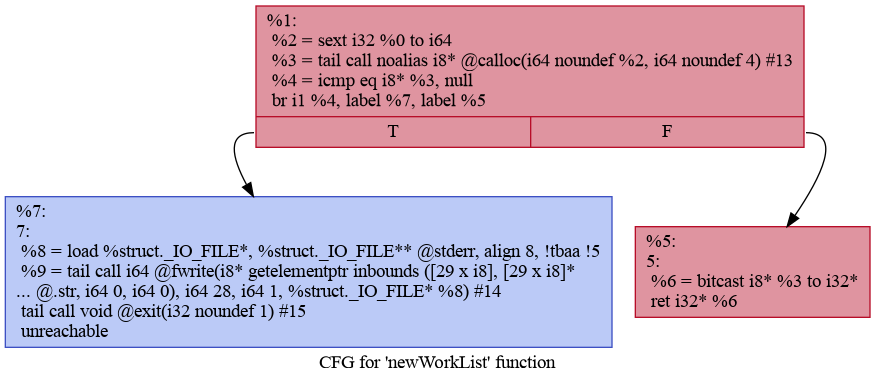 %1:
%2 = sext i32 %0 to i64
%3 = tail call noalias i8* @calloc(i64 noundef %2, i64 noundef 4) #13
%4 = icmp eq i8* %3, null
br i1 %4, label %7, label %5
T F
%7:
7:
%8 = load %struct._IO_FILE*, %struct._IO_FILE** @stderr, align 8, !tbaa !5
%9 = tail call i64 @fwrite(i8* getelementptr inbounds ([29 x i8], [29 x i8]*
... @.str, i64 0, i64 0), i64 28, i64 1, %struct._IO_FILE* %8) #14
tail call void @exit(i32 noundef 1) #15
unreachable
%5:
5:
%6 = bitcast i8* %3 to i32*
ret i32* %6
CFG for 'newWorkList' function